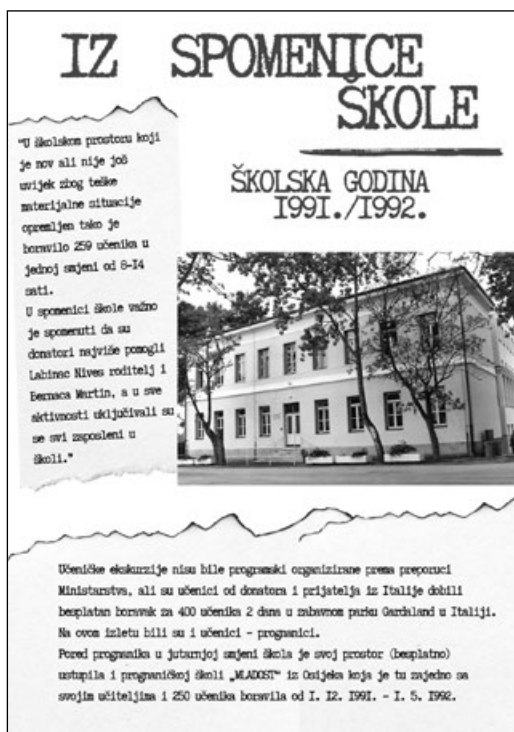 IZ SPOMENICE
ŠKOLE
ŠKOLSKA GODINA
1991./1992.
"U školskom prostoru koji
je nov ali nije još
uvijek zbog teške
materijalne situacije
opremljen tako je
boravilo 259 učenika u
jednoj smjeni od 8-14
sati.
U spomenici škole važno
je spomenuti da su
donatori najviše pomogli
Labinac Nives roditelj i
Bernaca Martin, a u sve
aktivnosti uključivali su
se svi zaposleni u
školi."
Učeničke ekskurzije nisu bile programski organizirane prema preporuci
Ministarstva, ali su učenici od donatora i prijatelja iz Italije dobili
besplatan boravak za 400 učenika 2 dana u zabavnom parku Gardaland u Italiji.
Na ovom izletu bili su i učenici - prognanici.
Pored prognanika u jutarnjoj smjeni škola je svoj prostor (besplatno)
ustupila i prognaničkoj školi „MLADOST" iz Osijeka koja je tu zajedno sa
svojim učiteljima i 250 učenika boravila od 1. 12. 1991. - 1. 5. 1992.